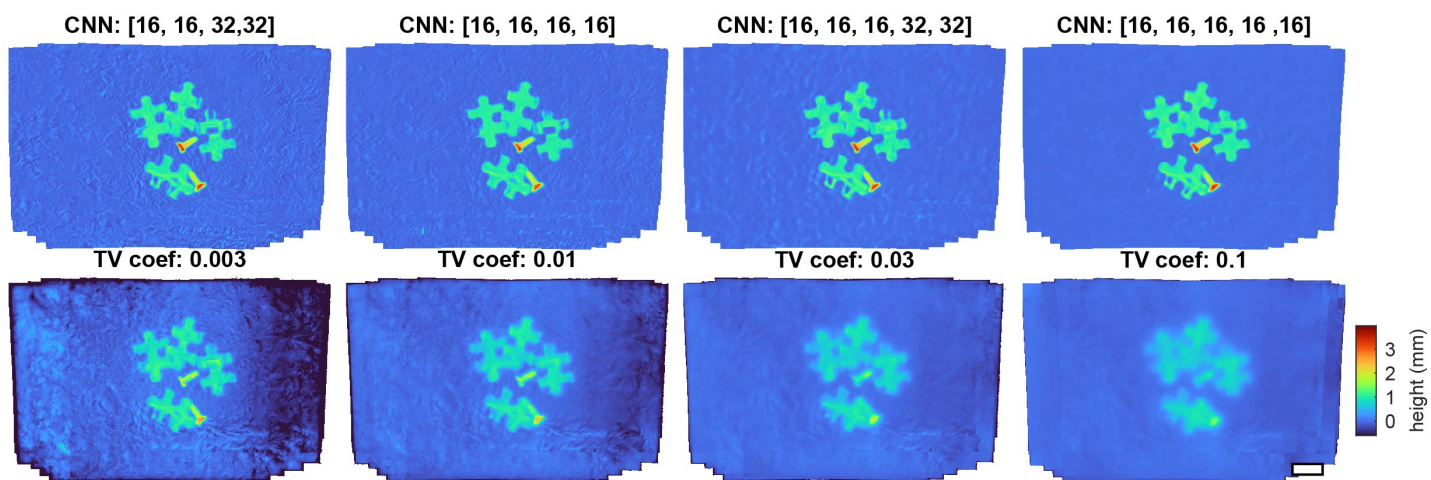 CNN: [16, 16, 32,32]
CNN: [16, 16, 16, 16]
CNN: [16, 16, 16, 32, 32]
CNN: [16, 16, 16, 16 ,16]
TV coef: 0.003
TV coef: 0.01
TV coef: 0.03
TV coef: 0.1
3
2
1
0
height (mm)